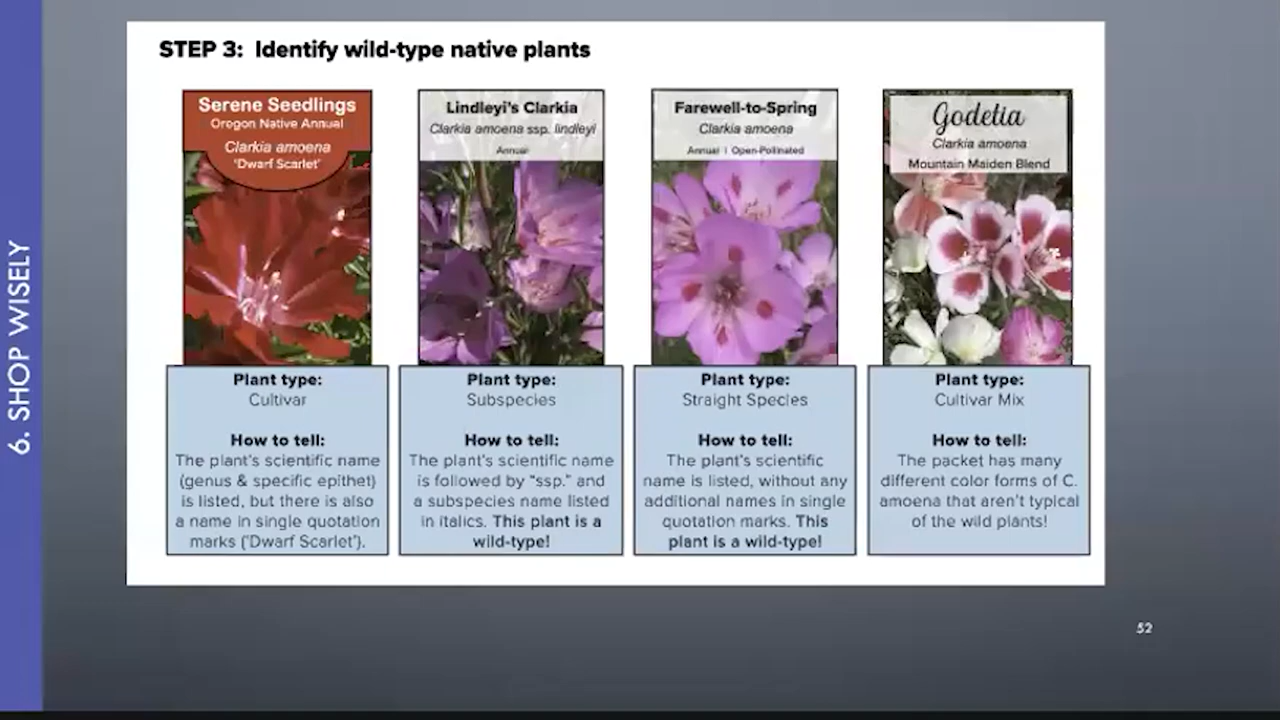 6. SHOP WISELY
STEP 3: Identify wild-type native plants
Serene Seedlings
Oregon Native Annual
Clarkia amoena
'Dwarf Scarlet'
Plant type:
Cultivar
How to tell:
The plant's scientific name
(genus & specific epithet)
is listed, but there is also
a name in single quotation
marks ('Dwarf Scarlet').
Lindleyi's Clarkia
Clarkia amoena ssp. lindleyi
Annual
Plant type:
Subspecies
How to tell:
The plant's scientific name
is followed by "ssp." and
a subspecies name listed
in italics. This plant is a
wild-type!
Farewell-to-Spring
Clarkia amoena
Annual | Open-Pollinated
Plant type:
Straight Species
How to tell:
The plant's scientific
name is listed, without any
additional names in single
quotation marks. This
plant is a wild-type!
Godetia
Clarkia amoena
Mountain Maiden Blend
Plant type:
Cultivar Mix
How to tell:
The packet has many
different color forms of C.
amoena that aren't typical
of the wild plants!
52